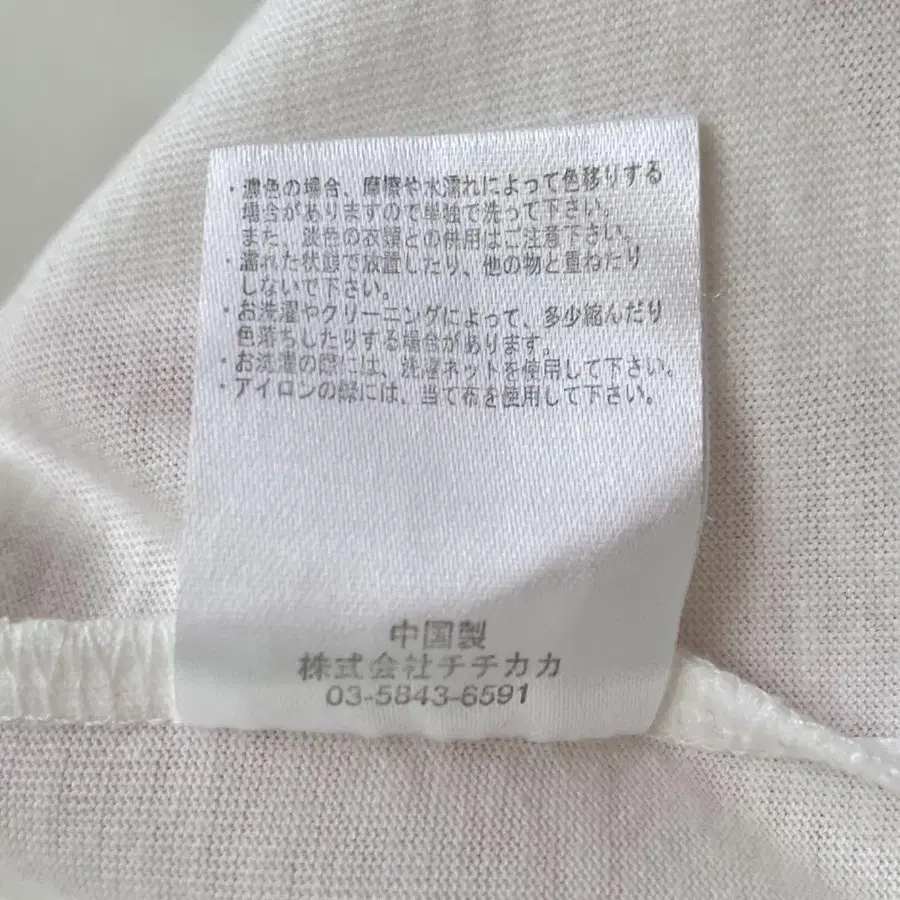 ・濃色の場合、摩擦や水濡れによって色移りする
場合がありますので単独で洗って下さい。
また、淡色の衣類との併用はご注意下さい。
・濡れた状態で放置したり、他の物と重ねたり
しないで下さい。
・お洗濯やクリーニングによって、多少縮んだり
色落ちしたりする場合があります。
・お洗濯の際には、洗濯ネットを使用して下さい。
・アイロンの際には、当て布を使用して下さい。
中国製
株式会社チチカカ
03-5843-6591